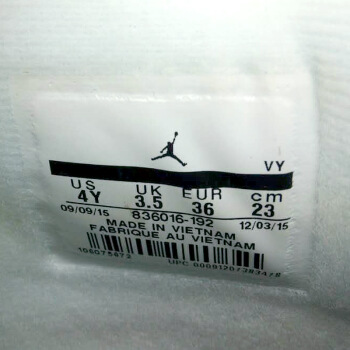 VY
US UK EUR cm
4Y 3.5 36 23
09/09/15 836016-192 12/03/15
MADE IN VIETNAM
FABRIQUE AU VIETNAM